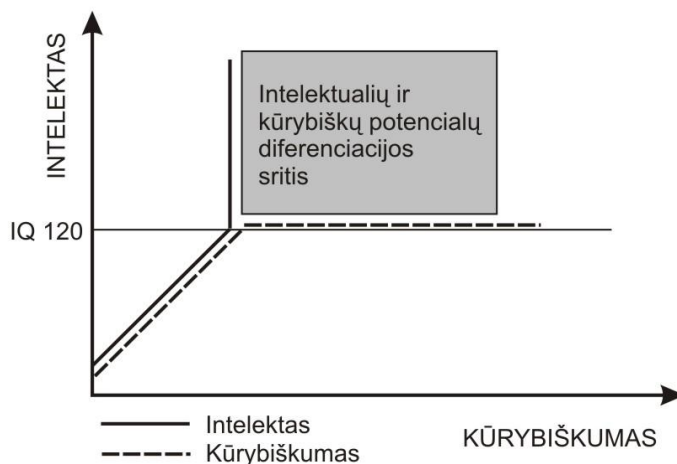 INTELEKTAS
Intelektualių ir
kūrybiškų potencialų
diferenciacijos
sritis
IQ 120
Intelektas
Kūrybiškumas
KŪRYBIŠKUMAS